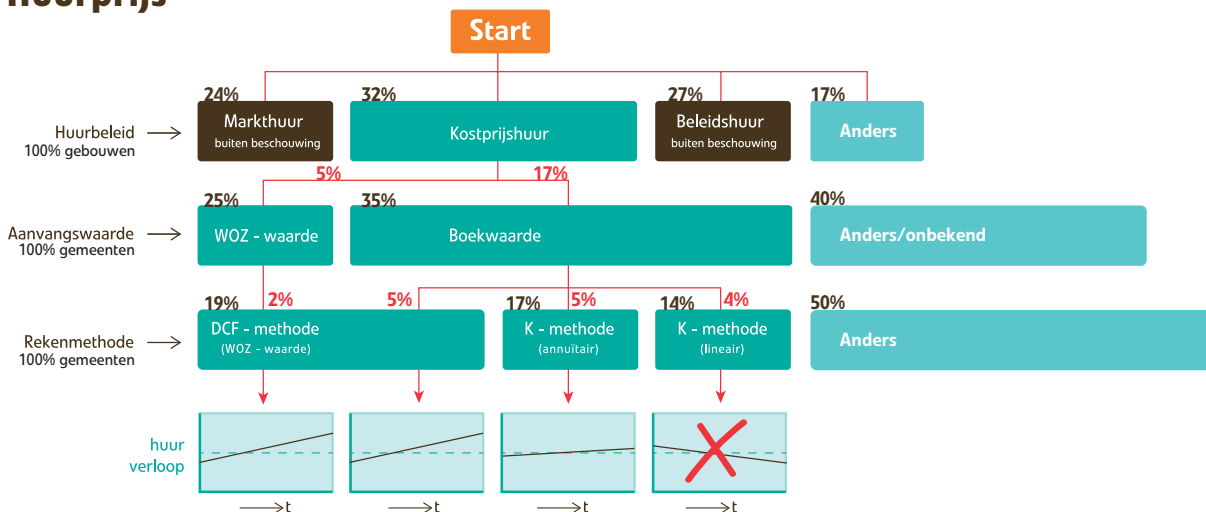 huurprijs
Start
24%
32%
27%
17%
Huurbeleid
100% gebouwen
Markthuur
buiten beschouwing
Kostprijshuur
Beleidshuur
buiten beschouwing
Anders
5%
17%
25%
35%
40%
Aanvangswaarde
100% gemeenten
WOZ - waarde
Boekwaarde
Anders/onbekend
19%
2%
5%
17%
5%
14%
4%
50%
Rekenmethode
100% gemeenten
DCF - methode
(WOZ - waarde)
K - methode
(annuïtair)
K - methode
(lineair)
Anders
huur
verloop
t
t
t
t